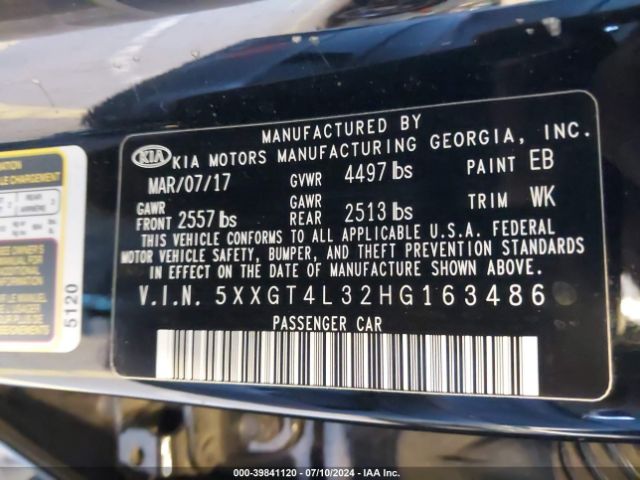 MANUFACTURED BY
KIA KIA MOTORS MANUFACTURING GEORGIA, INC.
MAR/07/17 GVWR 4497 lbs PAINT EB
GAWR FRONT 2557 lbs GAWR REAR 2513 lbs TRIM WK
THIS VEHICLE CONFORMS TO ALL APPLICABLE U.S.A. FEDERAL
MOTOR VEHICLE SAFETY, BUMPER, AND THEFT PREVENTION STANDARDS
IN EFFECT ON THE DATE OF MANUFACTURE SHOWN ABOVE.
V.I.N. 5XXGT4L32HG163486
PASSENGER CAR
5120
000-39841120 - 07/10/2024 - IAA Inc.